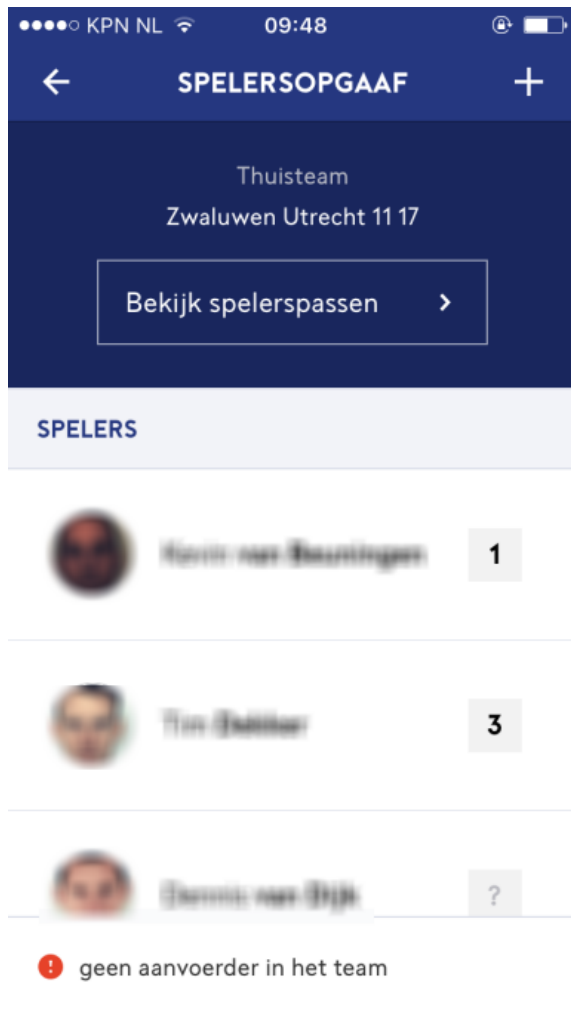 KPN NL 09:48
SPELERSOPGAAF
Thuisteam
Zwaluwen Utrecht 11 17
Bekijk spelerspassen
SPELERS
1
3
?
geen aanvoerder in het team